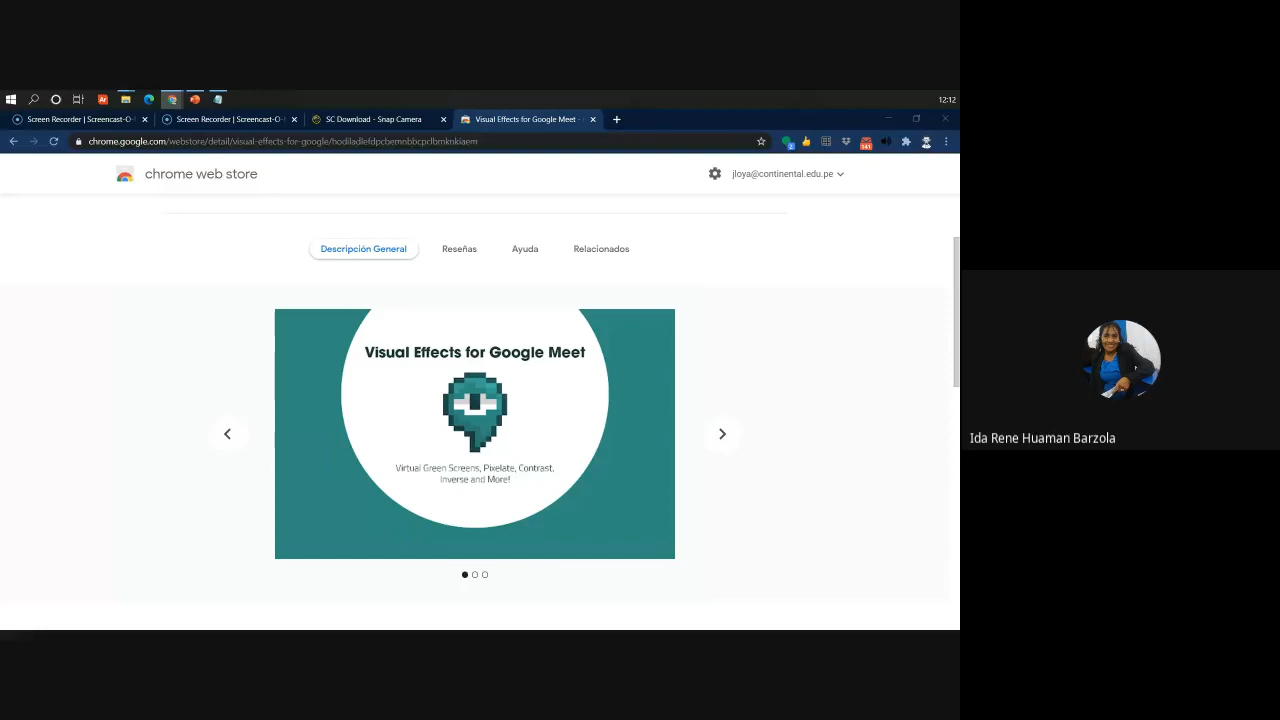 12:12
Screen Recorder | Screencast-O-
Screen Recorder | Screencast-O-
SC Download - Snap Camera
Visual Effects for Google Meet -
chrome.google.com/webstore/detail/visual-effects-for-google/hodiladlefdpcbemnbbcpclbmknkiaem
chrome web store
jloya@continental.edu.pe
Descripción General
Reseñas
Ayuda
Relacionados
Visual Effects for Google Meet
Virtual Green Screens, Pixelate, Contrast,
Inverse and More!
Ida Rene Huaman Barzola